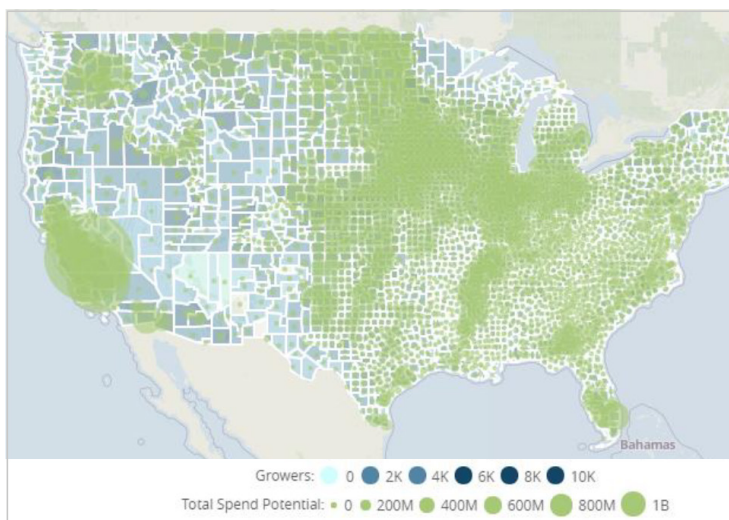 Bahamas
Growers: 0 2K 4K 6K 8K 10K
Total Spend Potential: 0 200M 400M 600M 800M 1B